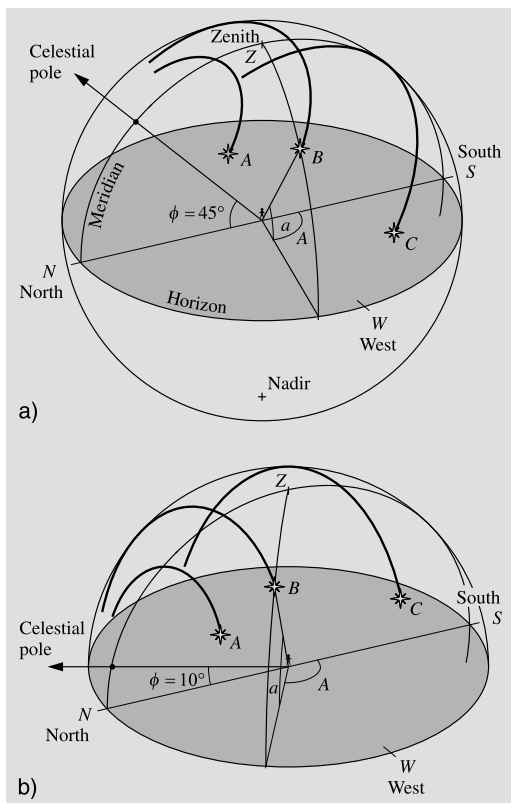 Celestial
pole
Zenith
Z
Meridian
A
B
South
S
ϕ = 45°
a
A
C
N
North
Horizon
W
West
Nadir
a)
Z
B
C
A
South
S
Celestial
pole
ϕ = 10°
a
A
N
North
W
West
b)